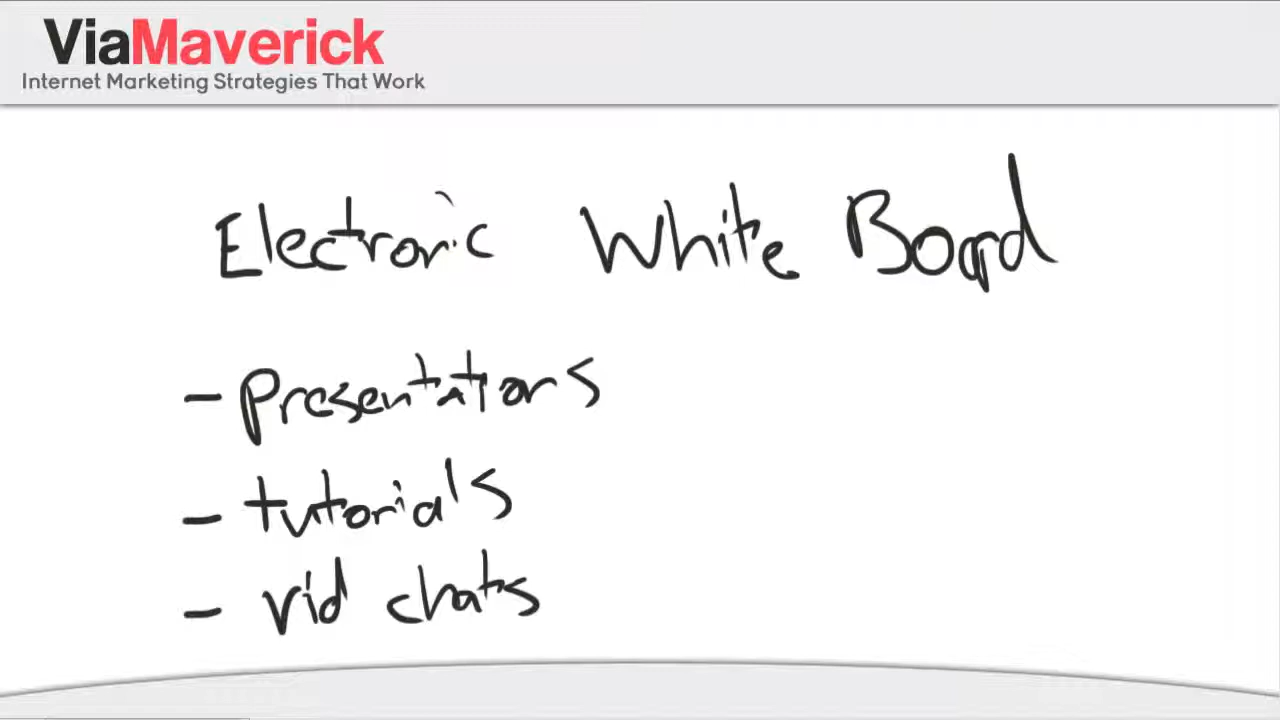 ViaMaverick
Internet Marketing Strategies That Work
Electronic White Board
- presentations
- tutorials
- vid chats